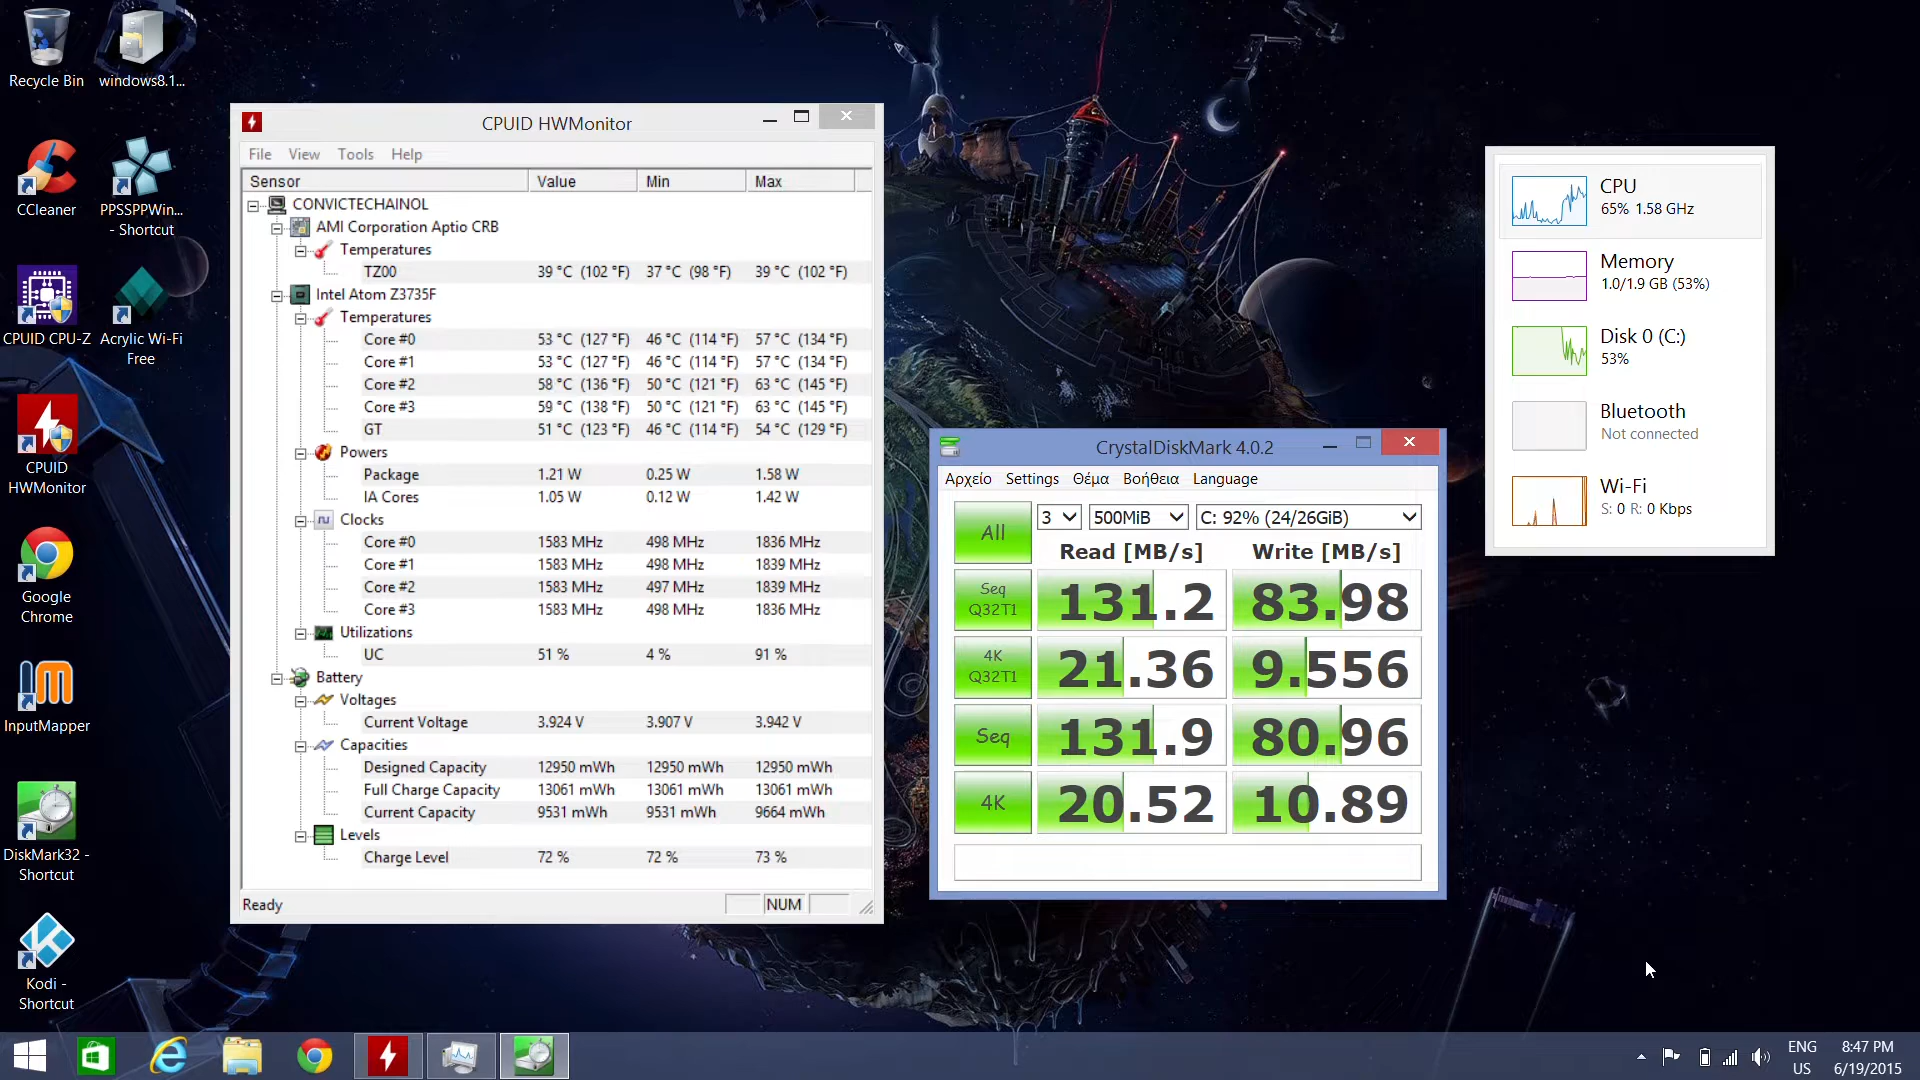 Recycle Bin
windows8.1...
CCleaner
PPSSPPWin...
- Shortcut
CPUID CPU-Z
Acrylic Wi-Fi
Free
CPUID
HWMonitor
Google
Chrome
InputMapper
DiskMark32 -
Shortcut
Kodi -
Shortcut
CPUID HWMonitor
File View Tools Help
Sensor Value Min Max
CONVICTECHAINOL
AMI Corporation Aptio CRB
Temperatures
TZ00 39 °C (102 °F) 37 °C (98 °F) 39 °C (102 °F)
Intel Atom Z3735F
Temperatures
Core #0 53 °C (127 °F) 46 °C (114 °F) 57 °C (134 °F)
Core #1 53 °C (127 °F) 46 °C (114 °F) 57 °C (134 °F)
Core #2 58 °C (136 °F) 50 °C (121 °F) 63 °C (145 °F)
Core #3 59 °C (138 °F) 50 °C (121 °F) 63 °C (145 °F)
GT 51 °C (123 °F) 46 °C (114 °F) 54 °C (129 °F)
Powers
Package 1.21 W 0.25 W 1.58 W
IA Cores 1.05 W 0.12 W 1.42 W
Clocks
Core #0 1583 MHz 498 MHz 1836 MHz
Core #1 1583 MHz 498 MHz 1839 MHz
Core #2 1583 MHz 497 MHz 1839 MHz
Core #3 1583 MHz 498 MHz 1836 MHz
Utilizations
UC 51 % 4 % 91 %
Battery
Voltages
Current Voltage 3.924 V 3.907 V 3.942 V
Capacities
Designed Capacity 12950 mWh 12950 mWh 12950 mWh
Full Charge Capacity 13061 mWh 13061 mWh 13061 mWh
Current Capacity 9531 mWh 9531 mWh 9664 mWh
Levels
Charge Level 72 % 72 % 73 %
Ready NUM
CrystalDiskMark 4.0.2
Αρχείο Settings Θέμα Βοήθεια Language
All 3 500MiB C: 92% (24/26GiB)
Read [MB/s] Write [MB/s]
Seq
Q32T1 131.2 83.98
4K
Q32T1 21.36 9.556
Seq 131.9 80.96
4K 20.52 10.89
CPU
65% 1.58 GHz
Memory
1.0/1.9 GB (53%)
Disk 0 (C:)
53%
Bluetooth
Not connected
Wi-Fi
S: 0 R: 0 Kbps
ENG
US
8:47 PM
6/19/2015